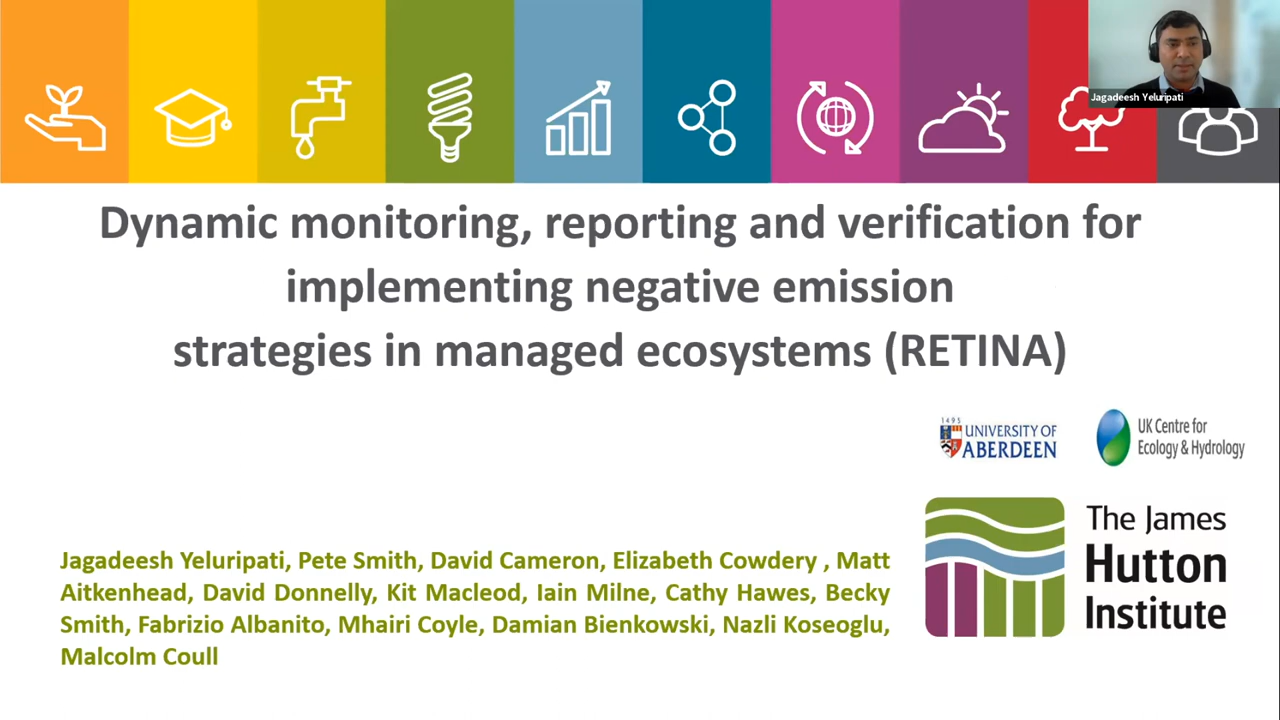 Jagadeesh Yeluripati
Dynamic monitoring, reporting and verification for
implementing negative emission
strategies in managed ecosystems (RETINA)
1495
UNIVERSITY OF
ABERDEEN
UK Centre for
Ecology & Hydrology
The James
Hutton
Institute
Jagadeesh Yeluripati, Pete Smith, David Cameron, Elizabeth Cowdery , Matt
Aitkenhead, David Donnelly, Kit Macleod, Iain Milne, Cathy Hawes, Becky
Smith, Fabrizio Albanito, Mhairi Coyle, Damian Bienkowski, Nazli Koseoglu,
Malcolm Coull